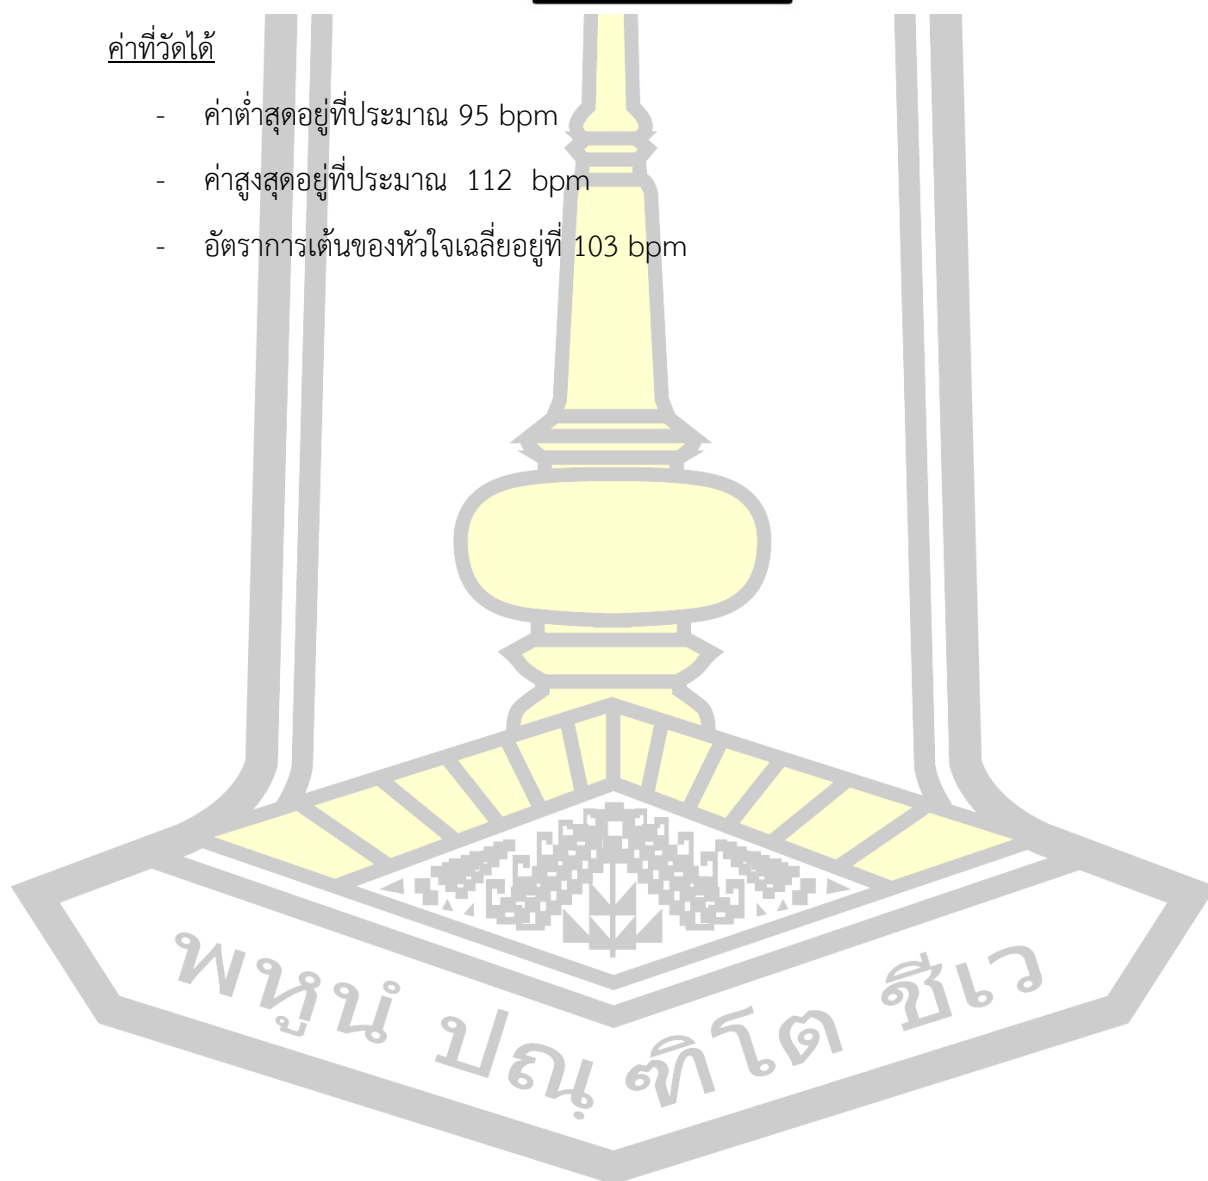 ค่าที่วัดได้
- ค่าต่ำสุดอยู่ที่ประมาณ 95 bpm
- ค่าสูงสุดอยู่ที่ประมาณ 112 bpm
- อัตราการเต้นของหัวใจเฉลี่ยอยู่ที่ 103 bpm
พหูนํ ปณฺฑิโต ชีเว